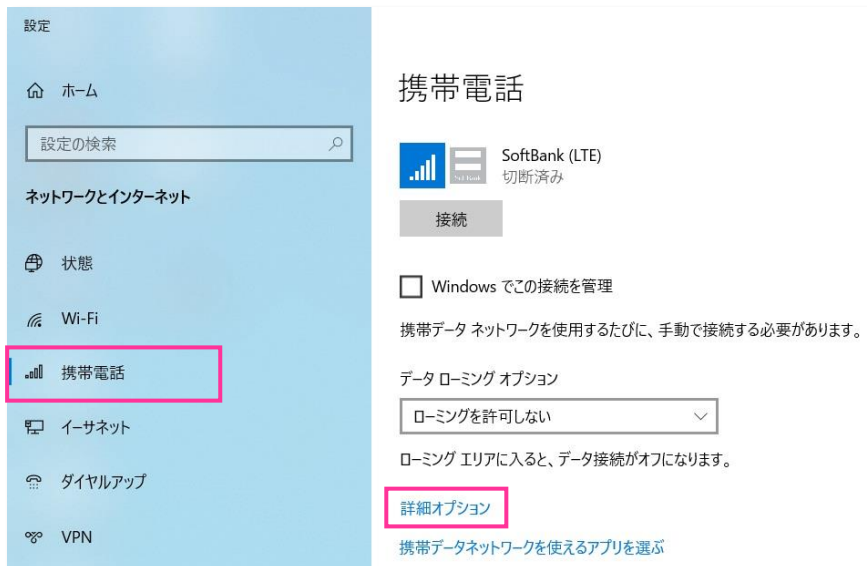 設定
ホーム
設定の検索
ネットワークとインターネット
状態
Wi-Fi
携帯電話
イーサネット
ダイヤルアップ
VPN
携帯電話
SoftBank (LTE)
切断済み
接続
Windows でこの接続を管理
携帯データ ネットワークを使用するたびに、手動で接続する必要があります。
データ ローミング オプション
ローミングを許可しない
ローミング エリアに入ると、データ接続がオフになります。
詳細オプション
携帯データネットワークを使えるアプリを選ぶ